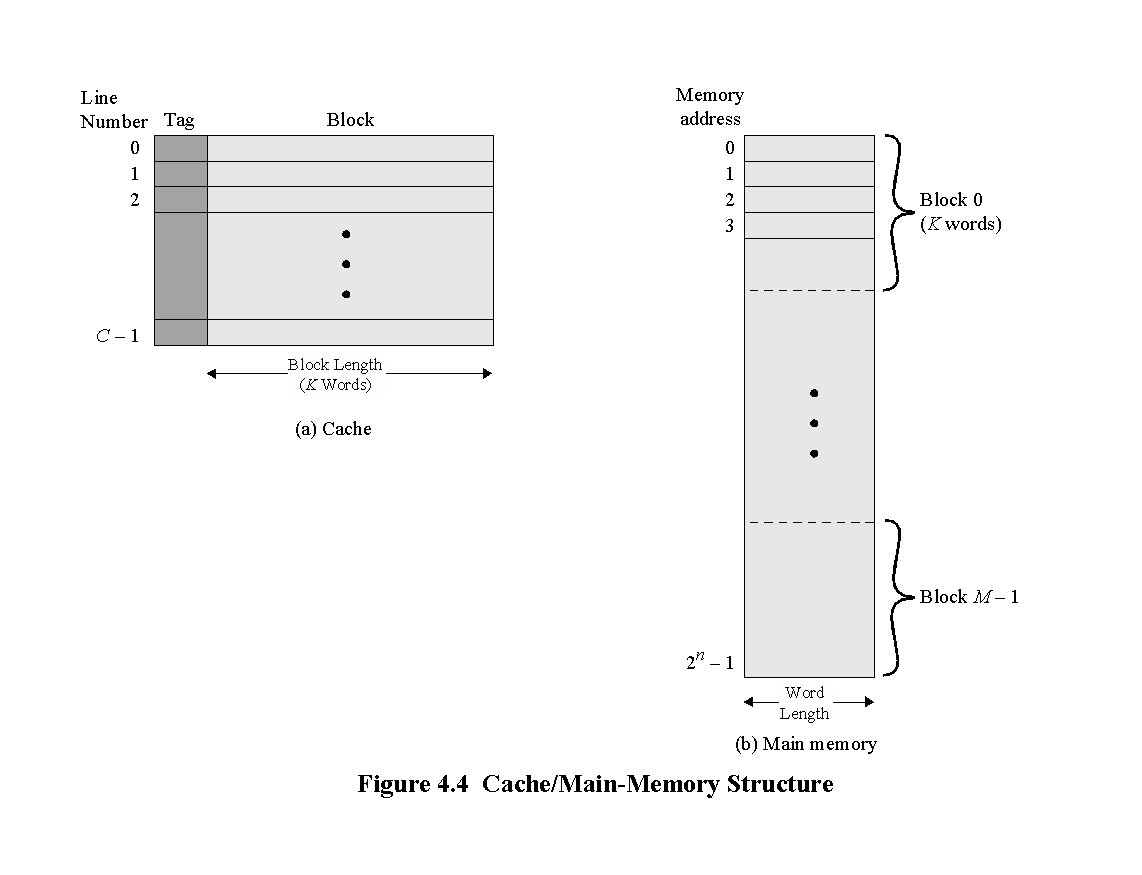 Line
Number Tag Block
0
1
2
C – 1
Block Length
(K Words)
(a) Cache
Memory
address
0
1
2
3
Block 0
(K words)
Block M – 1
2ⁿ – 1
Word
Length
(b) Main memory
Figure 4.4 Cache/Main-Memory Structure